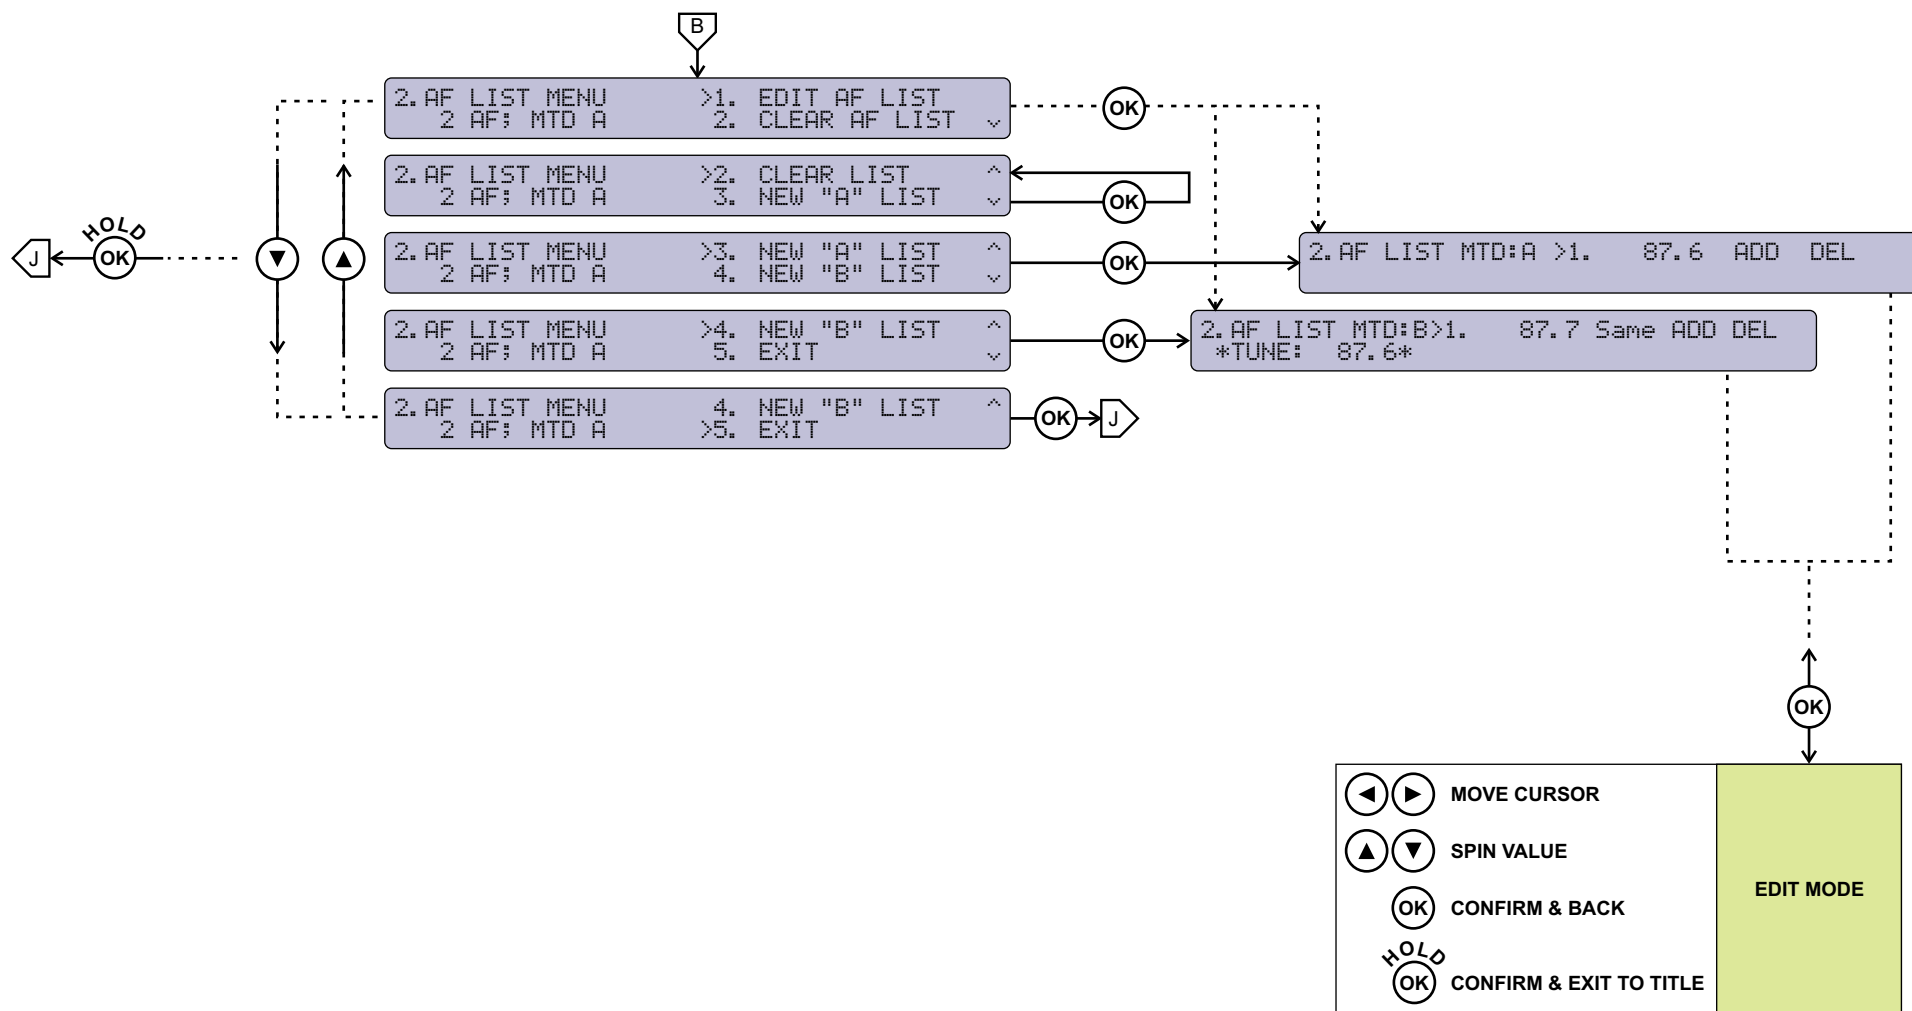 B
2.AF LIST MENU >1. EDIT AF LIST
2 AF; MTD A 2. CLEAR AF LIST
OK
2.AF LIST MENU >2. CLEAR LIST
2 AF; MTD A 3. NEW "A" LIST
OK
HOLD
J OK
2.AF LIST MENU >3. NEW "A" LIST
2 AF; MTD A 4. NEW "B" LIST
OK
2.AF LIST MTD:A >1. 87.6 ADD DEL
2.AF LIST MENU >4. NEW "B" LIST
2 AF; MTD A 5. EXIT
OK
2.AF LIST MTD:B>1. 87.7 Same ADD DEL
*TUNE: 87.6*
2.AF LIST MENU 4. NEW "B" LIST
2 AF; MTD A >5. EXIT
OK J
OK
MOVE CURSOR
SPIN VALUE
OK CONFIRM & BACK
HOLD
OK CONFIRM & EXIT TO TITLE
EDIT MODE